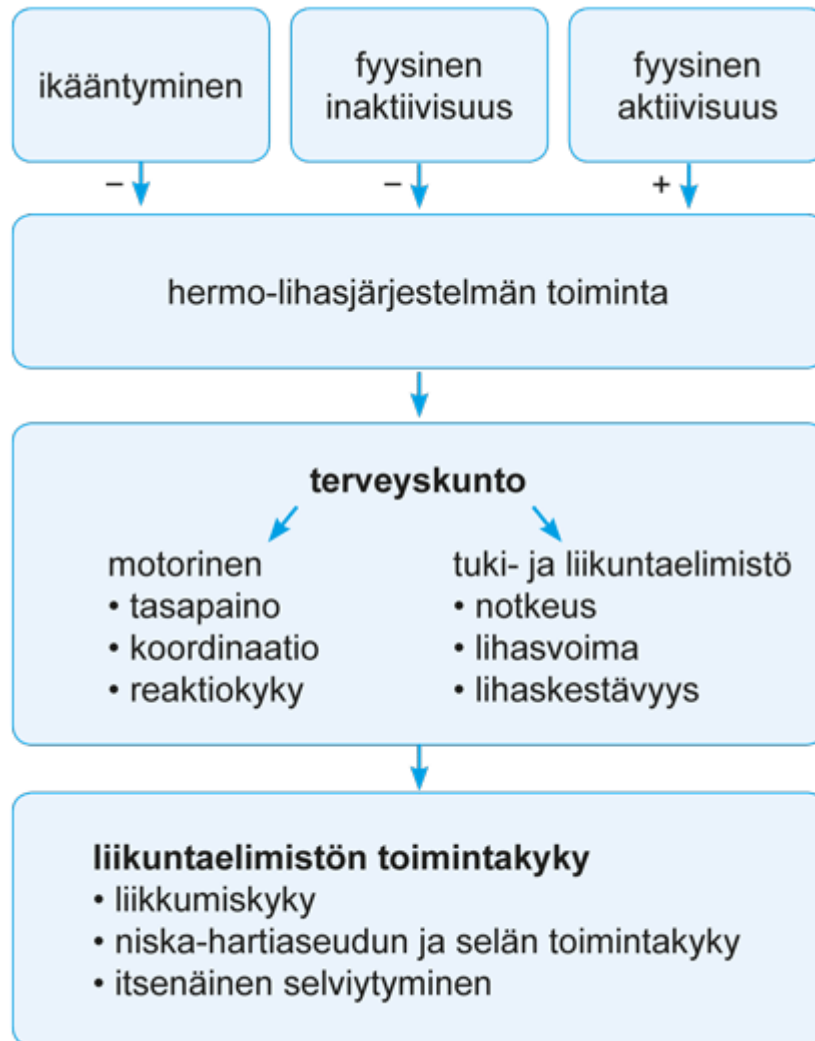 ikääntyminen
fyysinen
inaktiivisuus
fyysinen
aktiivisuus
–
–
+
hermo-lihasjärjestelmän toiminta
terveyskunto
motorinen
• tasapaino
• koordinaatio
• reaktiokyky
tuki- ja liikuntaelimistö
• notkeus
• lihasvoima
• lihaskestävyys
liikuntaelimistön toimintakyky
• liikkumiskyky
• niska-hartiaseudun ja selän toimintakyky
• itsenäinen selviytyminen